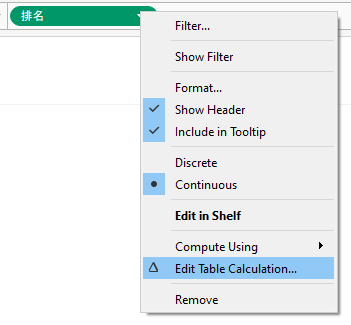 排名
Filter...
Show Filter
Format...
Show Header
Include in Tooltip
Discrete
Continuous
Edit in Shelf
Compute Using
Edit Table Calculation...
Remove